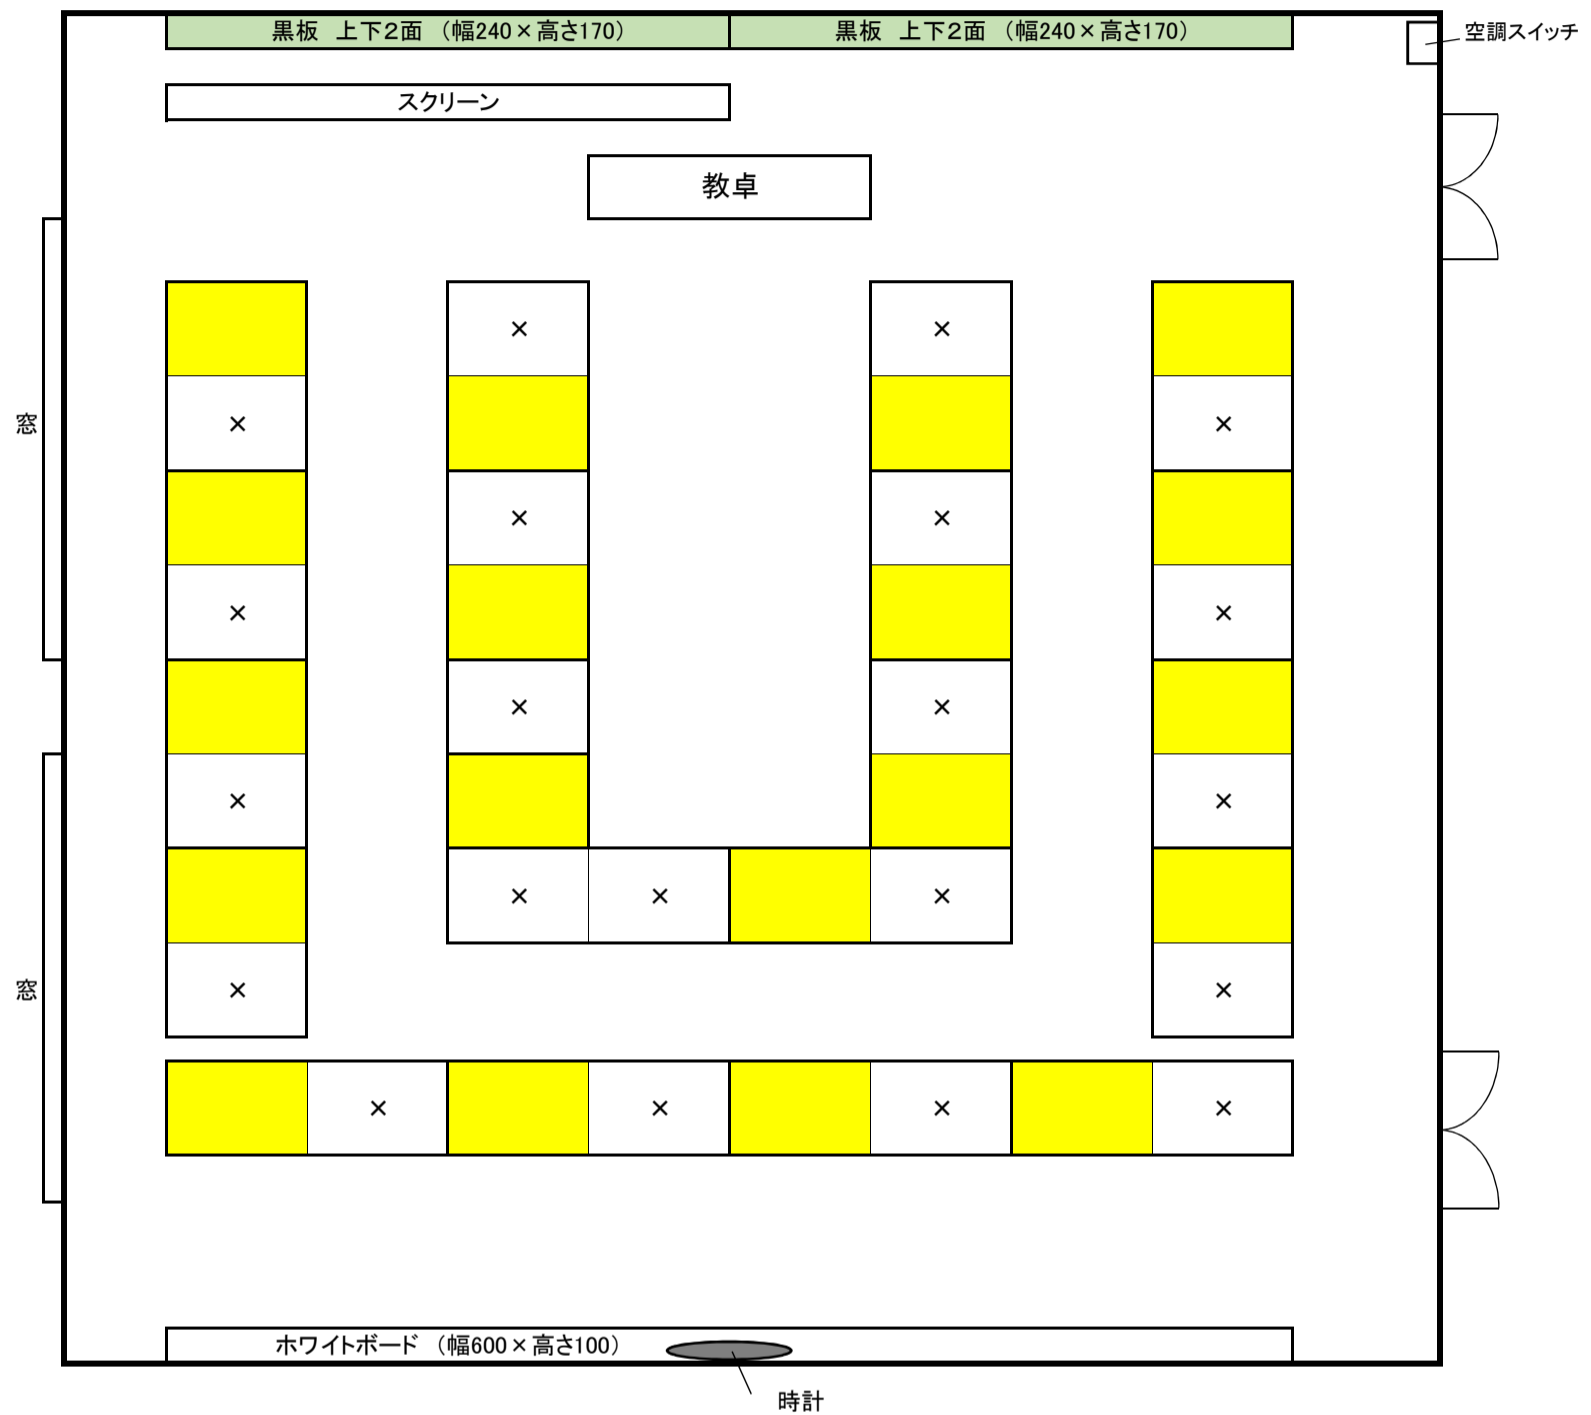 黒板　上下２面　（幅240×高さ170）
黒板　上下２面　（幅240×高さ170）
空調スイッチ
スクリーン
教卓
× ×
窓 × ×
× ×
× ×
× ×
× ×
× × ×
窓 × ×
× × × ×
ホワイトボード　（幅600×高さ100）
時計